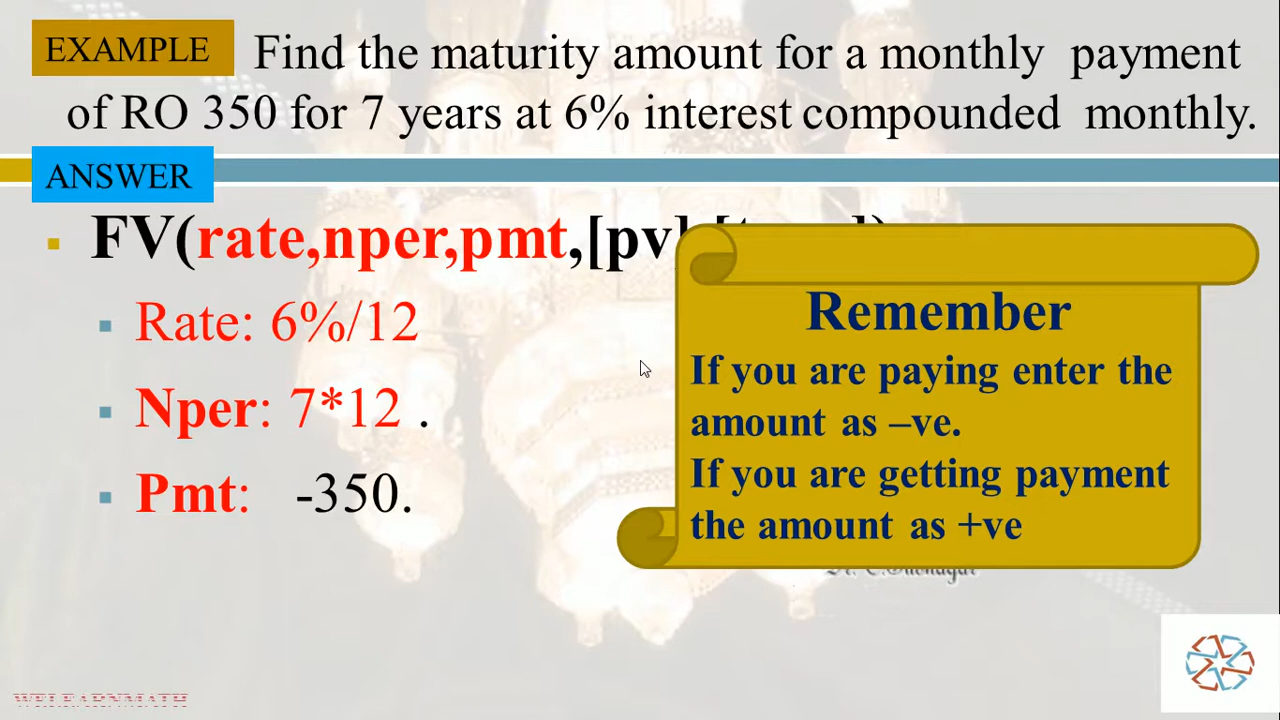 EXAMPLE Find the maturity amount for a monthly payment
of RO 350 for 7 years at 6% interest compounded monthly.
ANSWER
▪ FV(rate,nper,pmt,[pv]
▪ Rate: 6%/12
▪ Nper: 7*12 .
▪ Pmt: -350.
Remember
If you are paying enter the
amount as –ve.
If you are getting payment
the amount as +ve
WELEARNMATH